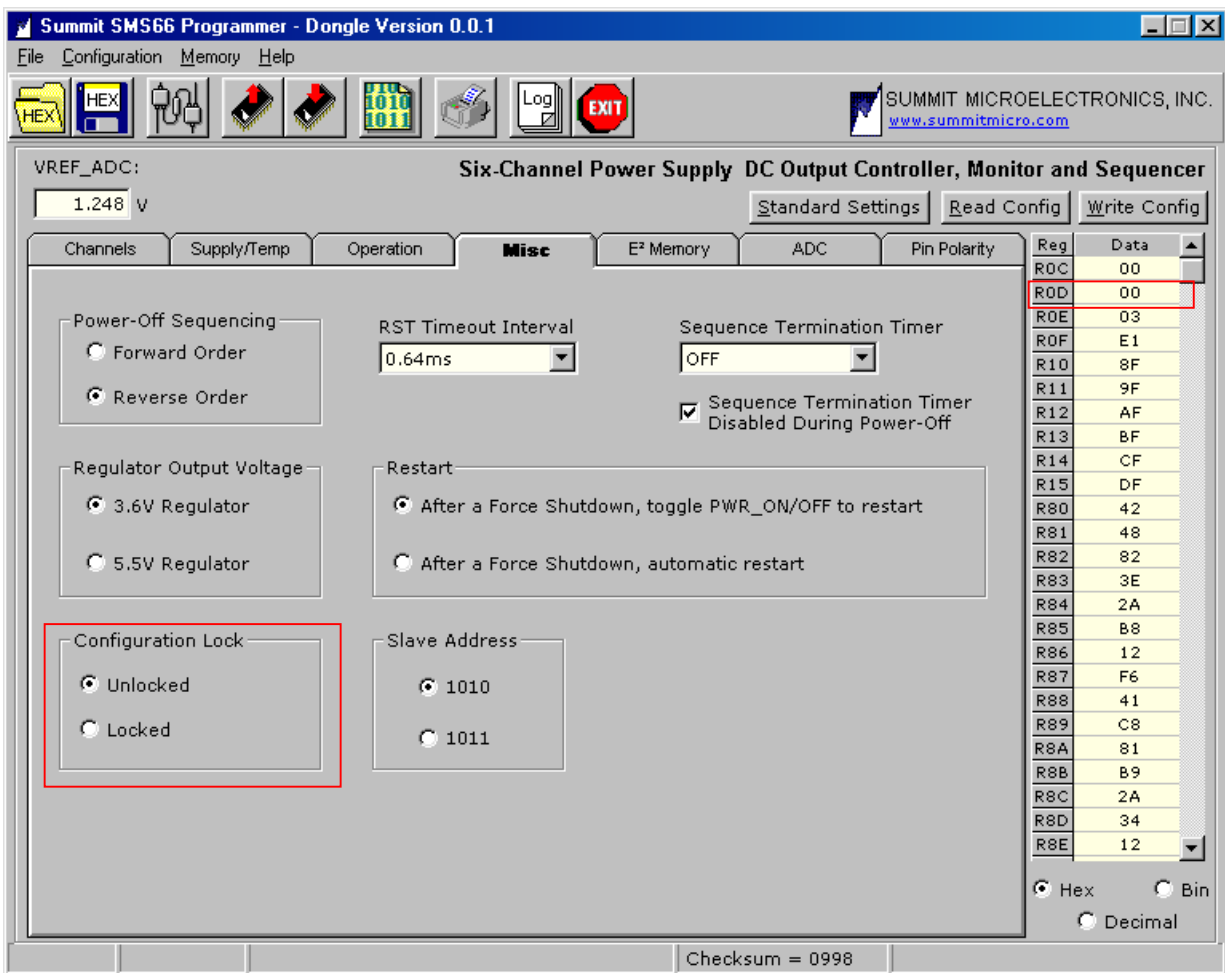 Summit SMS66 Programmer - Dongle Version 0.0.1
File Configuration Memory Help
HEX HEX 1010 1011 Log EXIT
SUMMIT MICROELECTRONICS, INC.
www.summitmicro.com
VREF_ADC:
Six-Channel Power Supply DC Output Controller, Monitor and Sequencer
1.248 V
Standard Settings Read Config Write Config
Channels Supply/Temp Operation Misc E² Memory ADC Pin Polarity
Reg Data
R0C 00
R0D 00
R0E 03
R0F E1
R10 8F
R11 9F
R12 AF
R13 BF
R14 CF
R15 DF
R80 42
R81 48
R82 82
R83 3E
R84 2A
R85 B8
R86 12
R87 F6
R88 41
R89 C8
R8A 81
R8B B9
R8C 2A
R8D 34
R8E 12
Power-Off Sequencing
Forward Order
Reverse Order
RST Timeout Interval
0.64ms
Sequence Termination Timer
OFF
Sequence Termination Timer
Disabled During Power-Off
Regulator Output Voltage
3.6V Regulator
5.5V Regulator
Restart
After a Force Shutdown, toggle PWR_ON/OFF to restart
After a Force Shutdown, automatic restart
Configuration Lock
Unlocked
Locked
Slave Address
1010
1011
Hex Bin
Decimal
Checksum = 0998